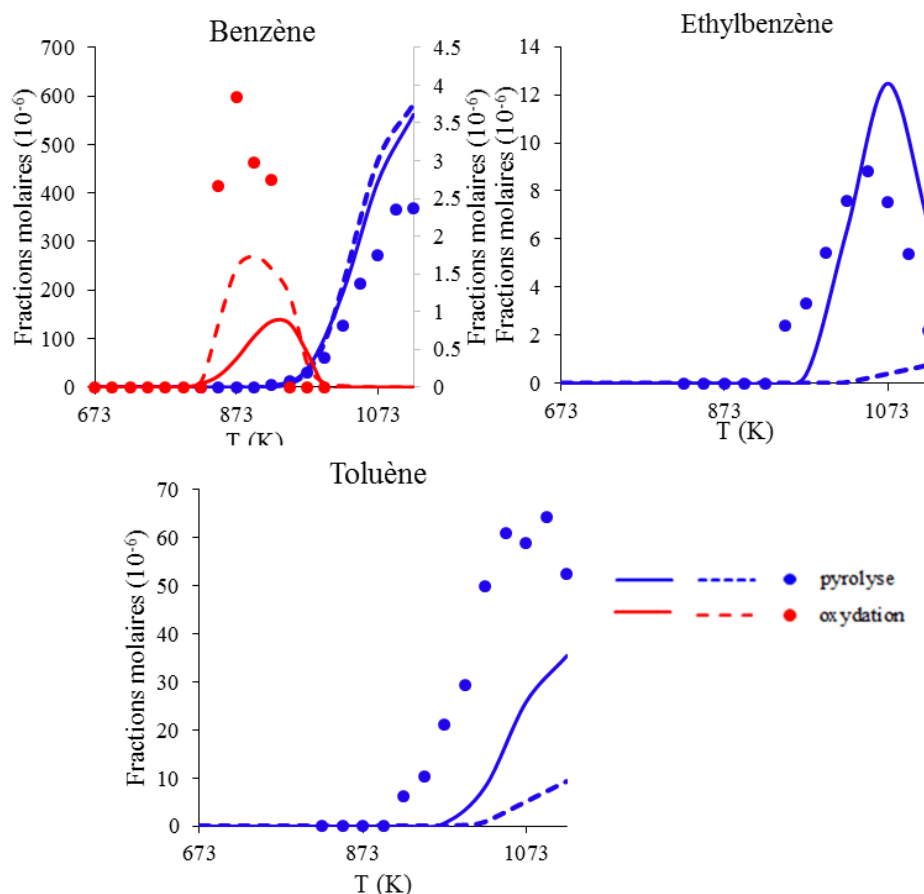 Benzène
Fractions molaires (10⁻⁶)
700
600
500
400
300
200
100
0
4.5
4
3.5
3
2.5
2
1.5
1
0.5
0
Fractions molaires (10⁻⁶)
673 873 1073
T (K)
Ethylbenzène
Fractions molaires (10⁻⁶)
14
12
10
8
6
4
2
0
673 873 1073
T (K)
Toluène
Fractions molaires (10⁻⁶)
70
60
50
40
30
20
10
0
673 873 1073
T (K)
pyrolyse
oxydation